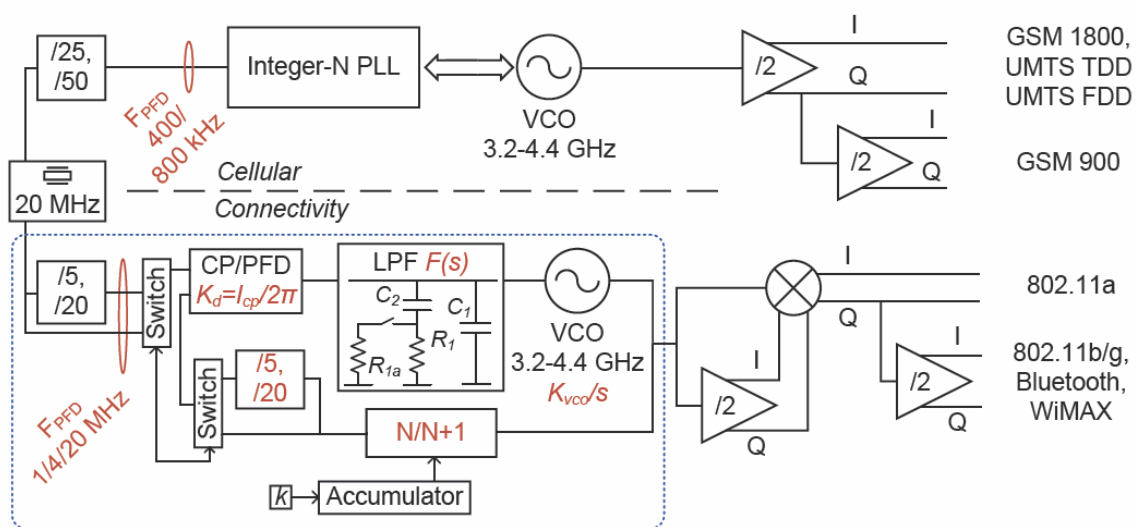 /25,
/50
F_PFD
400/
800 kHz
Integer-N PLL
VCO
3.2-4.4 GHz
/2
I
Q
/2
I
Q
GSM 1800,
UMTS TDD
UMTS FDD
GSM 900
20 MHz
Cellular
Connectivity
/5,
/20
F_PFD
1/4/20 MHz
Switch
CP/PFD
K_d=I_cp/2π
LPF F(s)
C_2
C_1
R_1a
R_1
VCO
3.2-4.4 GHz
K_vco/s
Switch
/5,
/20
N/N+1
k
Accumulator
/2
I
Q
I
Q
/2
I
Q
802.11a
802.11b/g,
Bluetooth,
WiMAX